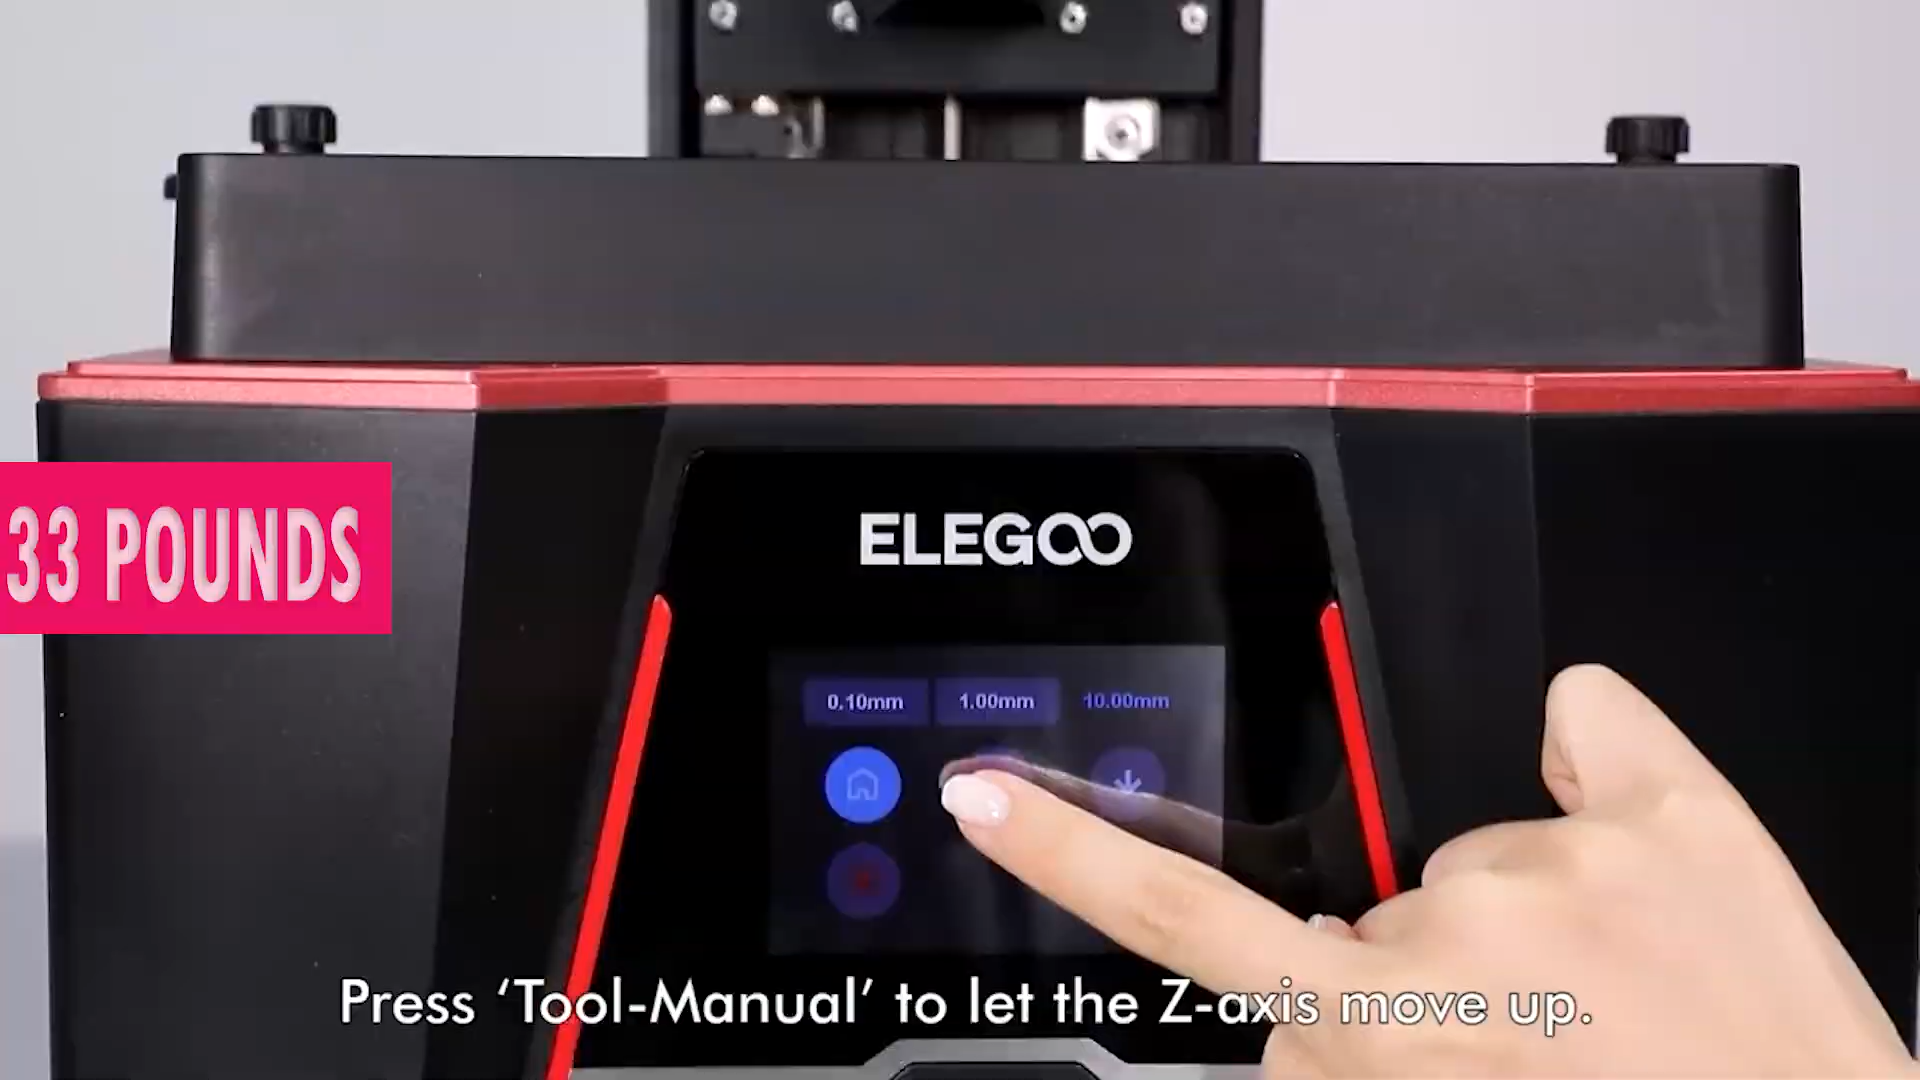 33 POUNDS
ELEGOO
0.10mm 1.00mm 10.00mm
Press ‘Tool-Manual’ to let the Z-axis move up.